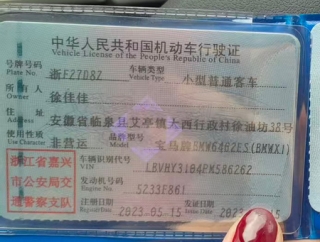 中华人民共和国机动车行驶证
Vehicle License of the People's Republic of China
号牌号码 浙F27D8Z 车辆类型 小型普通客车
Plate No. Vehicle Type
所有人 徐佳佳
Owner
住址 安徽省临泉县艾亭镇大西行政村徐油坊38号
Address
使用性质 非营运 品牌型号 宝马牌BMW6462ES(BMWX1)
Use Character Model
浙江省嘉兴 车辆识别代号
VIN
市公安局交 发动机号码
Engine No.
通警察支队 注册日期 2023-05-15 发证日期
Register Date Issue Date